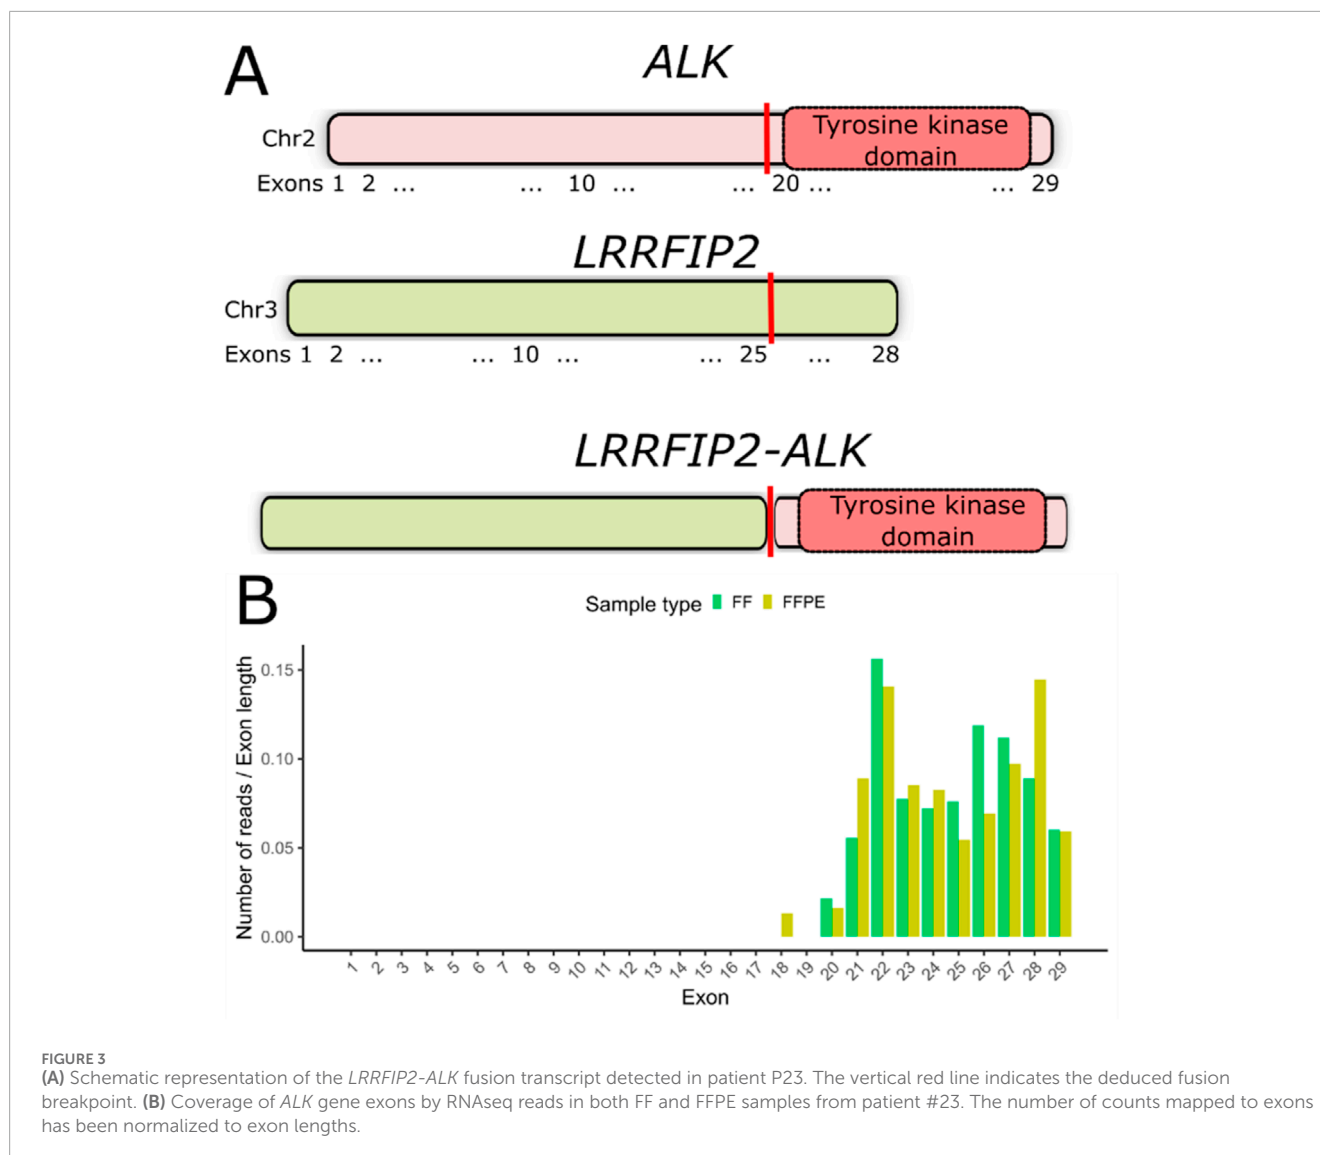 A
ALK
Chr2
Tyrosine kinase
domain
Exons 1 2 ... ... 10 ... ... 20 ... ... 29
LRRFIP2
Chr3
Exons 1 2 ... ... 10 ... ... 25 ... 28
LRRFIP2-ALK
Tyrosine kinase
domain
B
Sample type FF FFPE
Number of reads / Exon length
0.15
0.10
0.05
0.00
1 2 3 4 5 6 7 8 9 10 11 12 13 14 15 16 17 18 19 20 21 22 23 24 25 26 27 28 29
Exon
FIGURE 3
(A) Schematic representation of the LRRFIP2-ALK fusion transcript detected in patient P23. The vertical red line indicates the deduced fusion
breakpoint. (B) Coverage of ALK gene exons by RNAseq reads in both FF and FFPE samples from patient #23. The number of counts mapped to exons
has been normalized to exon lengths.